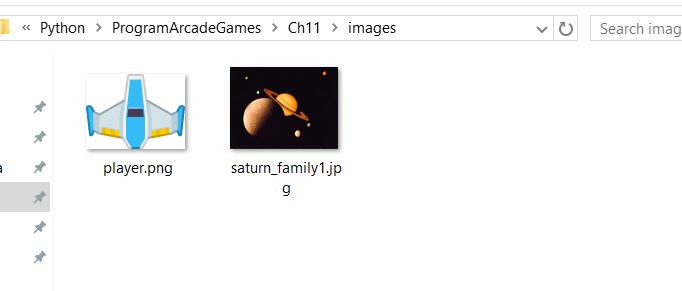 « Python > ProgramArcadeGames > Ch11 > images
Search imag
a
player.png
saturn_family1.jp
g